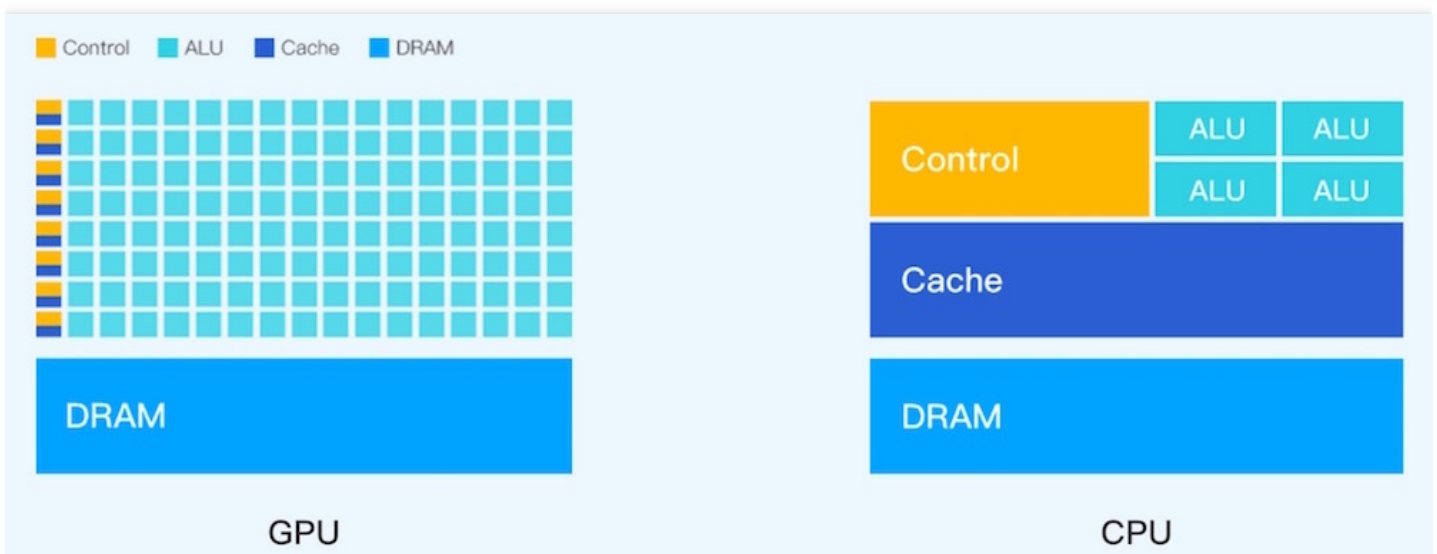 Control ALU Cache DRAM
Control
ALU ALU
ALU ALU
Cache
DRAM
DRAM
GPU
CPU